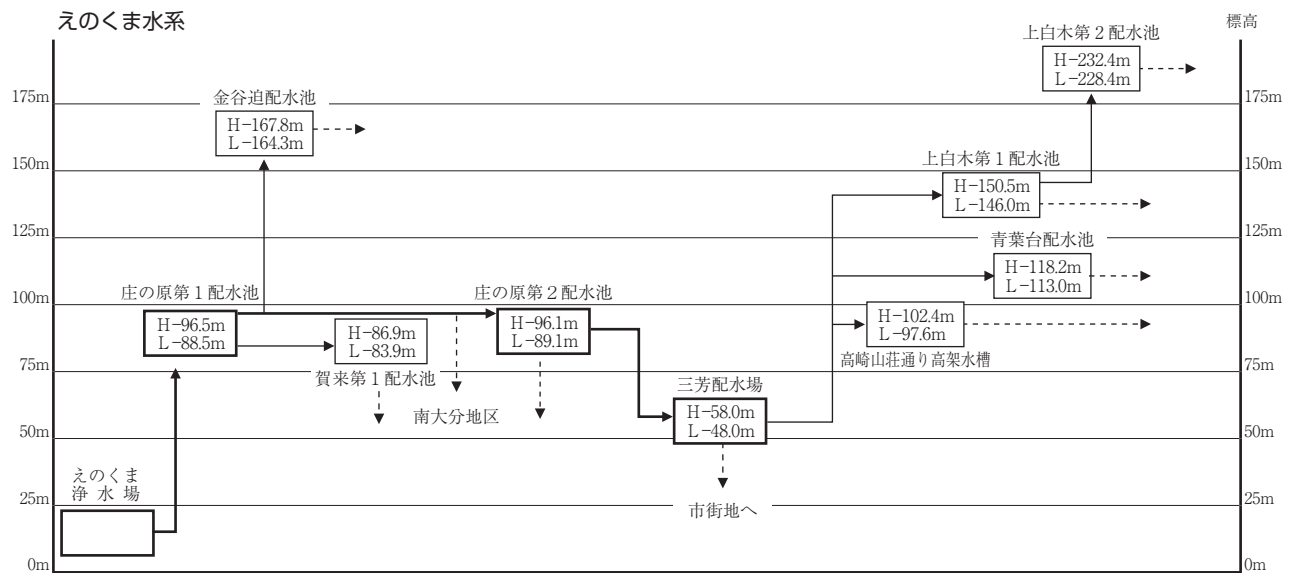 えのくま水系
標高
上白木第2配水池
H-232.4m
L-228.4m
175m
金谷迫配水池
175m
H-167.8m
L-164.3m
150m
上白木第1配水池
150m
H-150.5m
L-146.0m
125m
青葉台配水池
125m
H-118.2m
L-113.0m
庄の原第1配水池
庄の原第2配水池
100m
100m
H-96.5m
L-88.5m
H-86.9m
L-83.9m
H-96.1m
L-89.1m
H-102.4m
L-97.6m
高崎山荘通り高架水槽
75m
賀来第1配水池
三芳配水場
75m
南大分地区
H-58.0m
L-48.0m
50m
50m
えのくま
浄水場
25m
市街地へ
25m
0m
0m